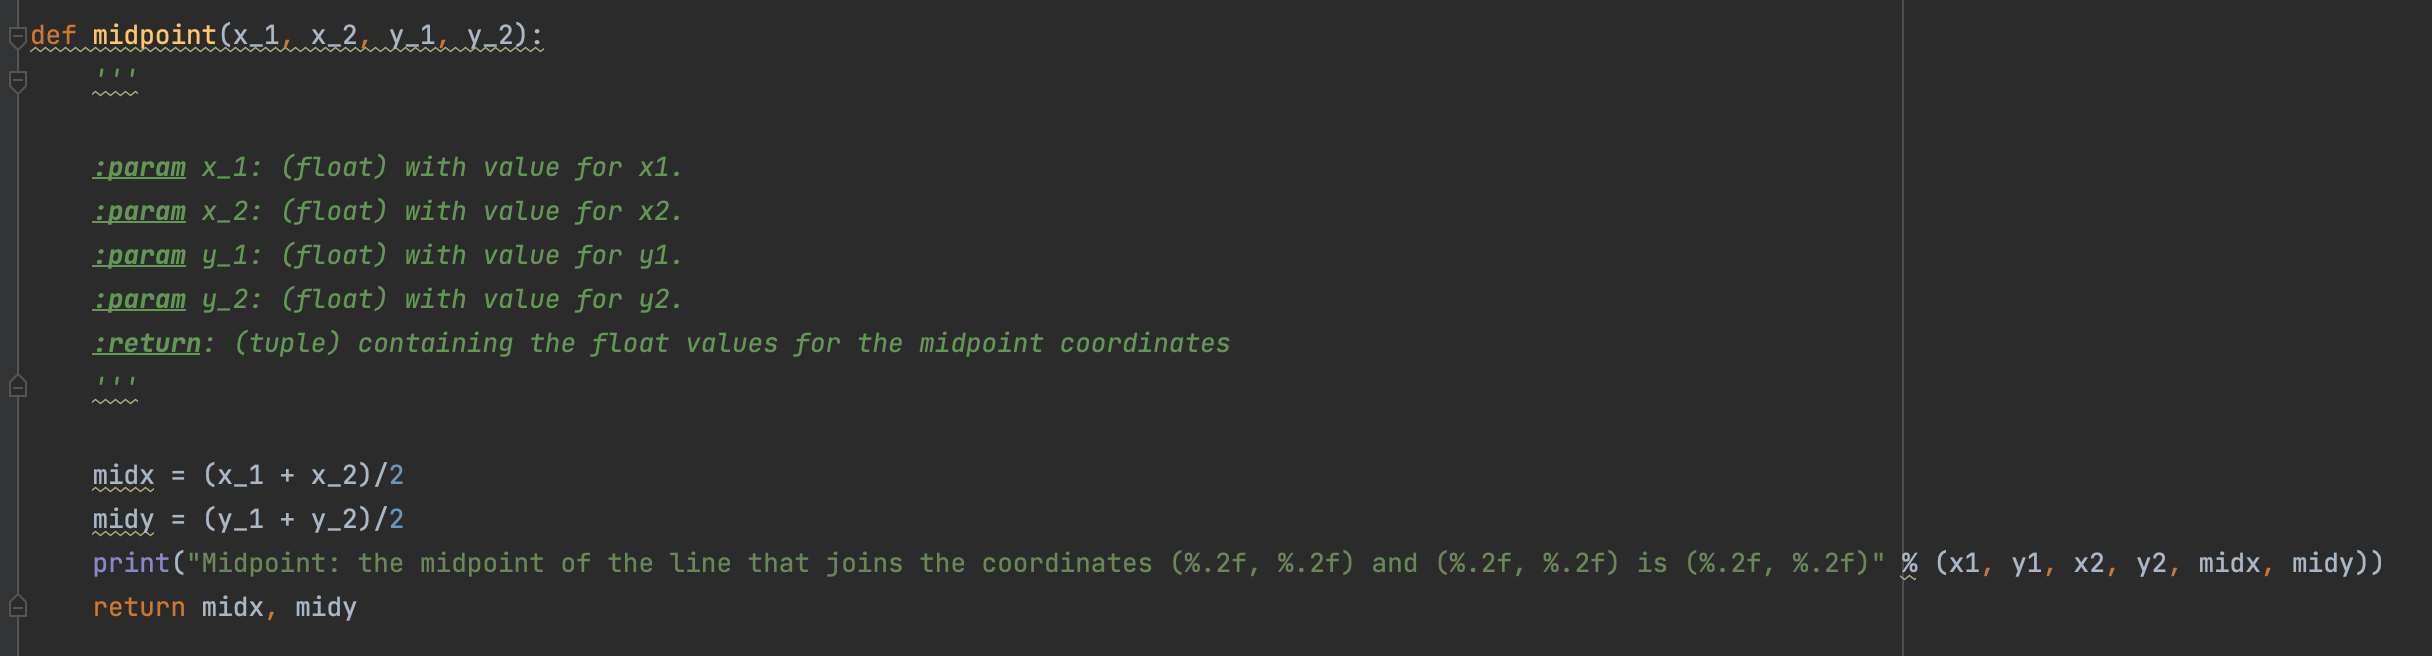 def midpoint(x_1, x_2, y_1, y_2):
'''
:param x_1: (float) with value for x1.
:param x_2: (float) with value for x2.
:param y_1: (float) with value for y1.
:param y_2: (float) with value for y2.
:return: (tuple) containing the float values for the midpoint coordinates
'''
midx = (x_1 + x_2)/2
midy = (y_1 + y_2)/2
print("Midpoint: the midpoint of the line that joins the coordinates (%.2f, %.2f) and (%.2f, %.2f) is (%.2f, %.2f)" % (x1, y1, x2, y2, midx, midy))
return midx, midy